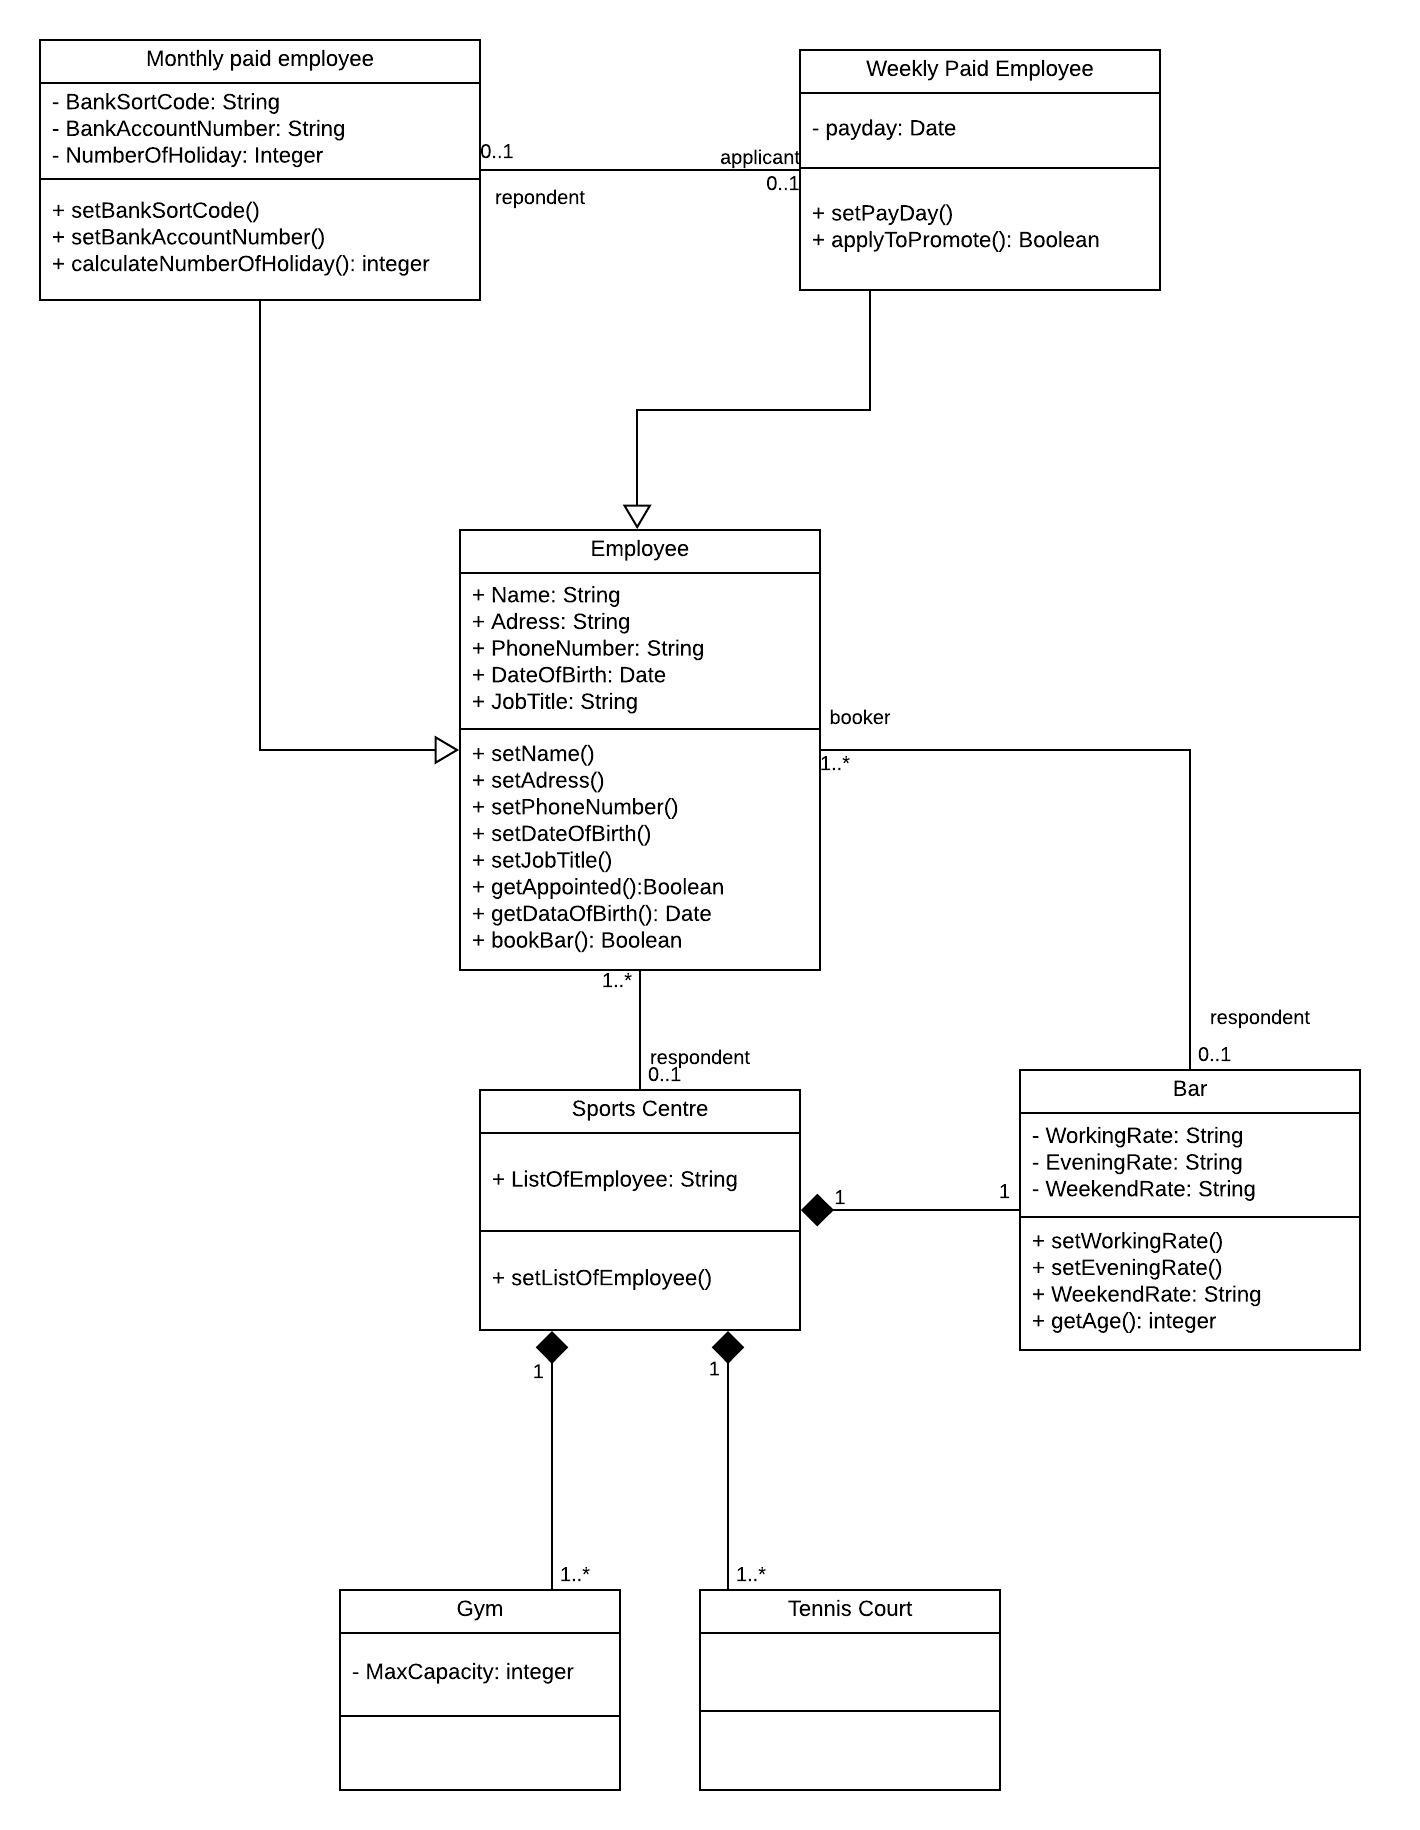 Monthly paid employee
- BankSortCode: String
- BankAccountNumber: String
- NumberOfHoliday: Integer
+ setBankSortCode()
+ setBankAccountNumber()
+ calculateNumberOfHoliday(): integer
0..1
repondent
applicant
0..1
Weekly Paid Employee
- payday: Date
+ setPayDay()
+ applyToPromote(): Boolean
Employee
+ Name: String
+ Adress: String
+ PhoneNumber: String
+ DateOfBirth: Date
+ JobTitle: String
+ setName()
+ setAdress()
+ setPhoneNumber()
+ setDateOfBirth()
+ setJobTitle()
+ getAppointed():Boolean
+ getDataOfBirth(): Date
+ bookBar(): Boolean
booker
1..*
1..*
respondent
0..1
respondent
0..1
Sports Centre
+ ListOfEmployee: String
+ setListOfEmployee()
1
1
Bar
- WorkingRate: String
- EveningRate: String
- WeekendRate: String
+ setWorkingRate()
+ setEveningRate()
+ WeekendRate: String
+ getAge(): integer
1
1
1..*
1..*
Gym
- MaxCapacity: integer
Tennis Court